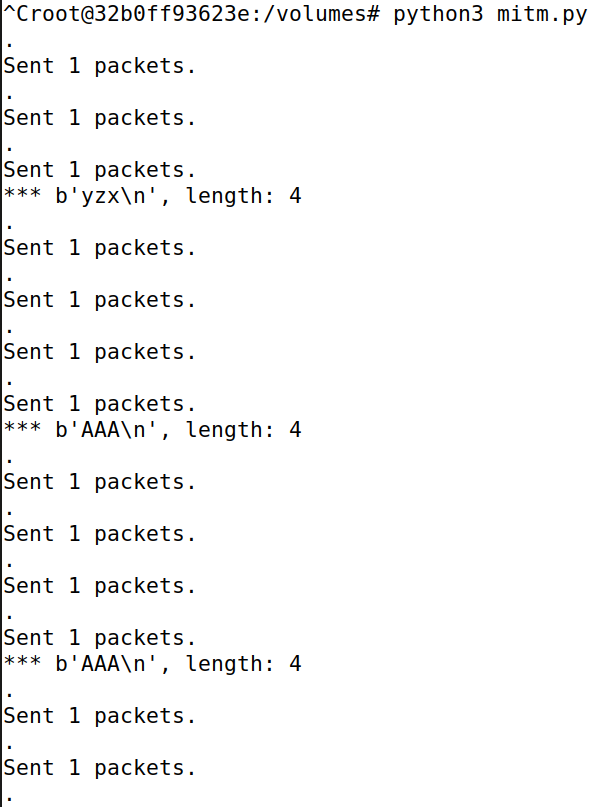 ^Croot@32b0ff93623e:/volumes# python3 mitm.py
.
Sent 1 packets.
.
Sent 1 packets.
.
Sent 1 packets.
*** b'yzx\n', length: 4
.
Sent 1 packets.
.
Sent 1 packets.
.
Sent 1 packets.
.
Sent 1 packets.
*** b'AAA\n', length: 4
.
Sent 1 packets.
.
Sent 1 packets.
.
Sent 1 packets.
.
Sent 1 packets.
*** b'AAA\n', length: 4
.
Sent 1 packets.
.
Sent 1 packets.
.